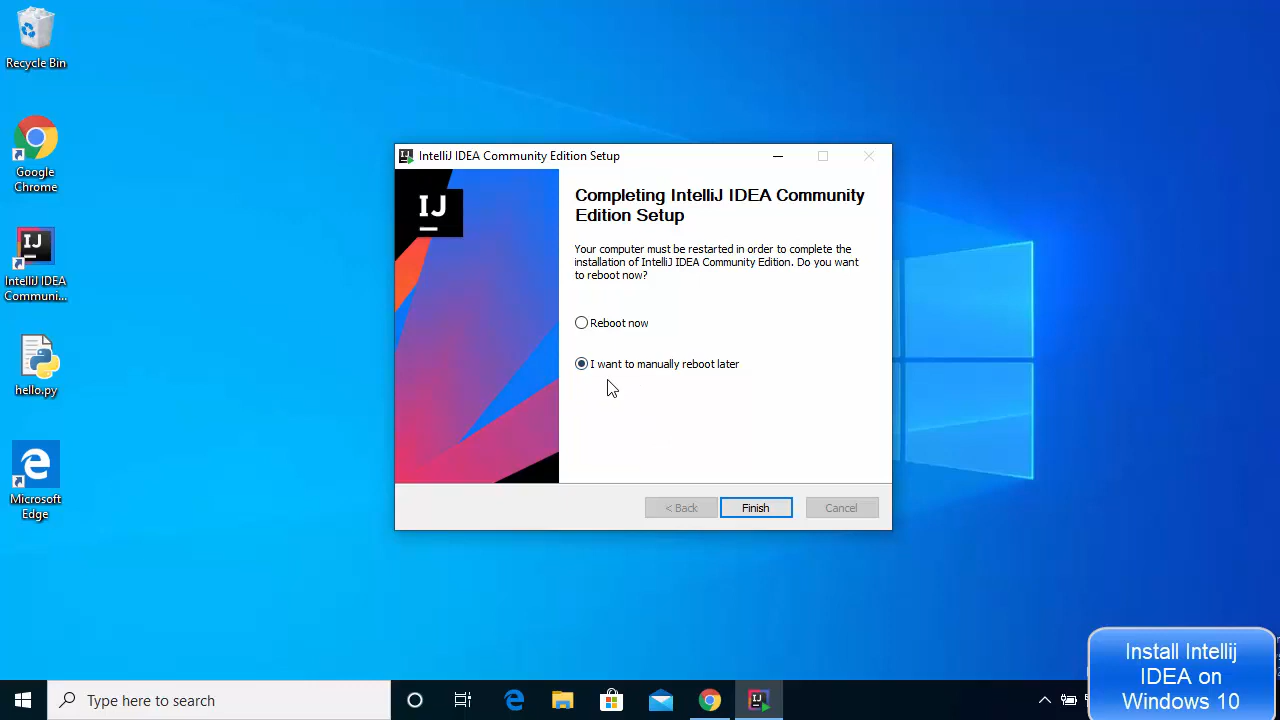 Recycle Bin
Google
Chrome
IntelliJ IDEA
Communi...
hello.py
Microsoft
Edge
IntelliJ IDEA Community Edition Setup
IJ
Completing IntelliJ IDEA Community
Edition Setup
Your computer must be restarted in order to complete the
installation of IntelliJ IDEA Community Edition. Do you want
to reboot now?
Reboot now
I want to manually reboot later
< Back
Finish
Cancel
Type here to search
Install Intellij
IDEA on
Windows 10